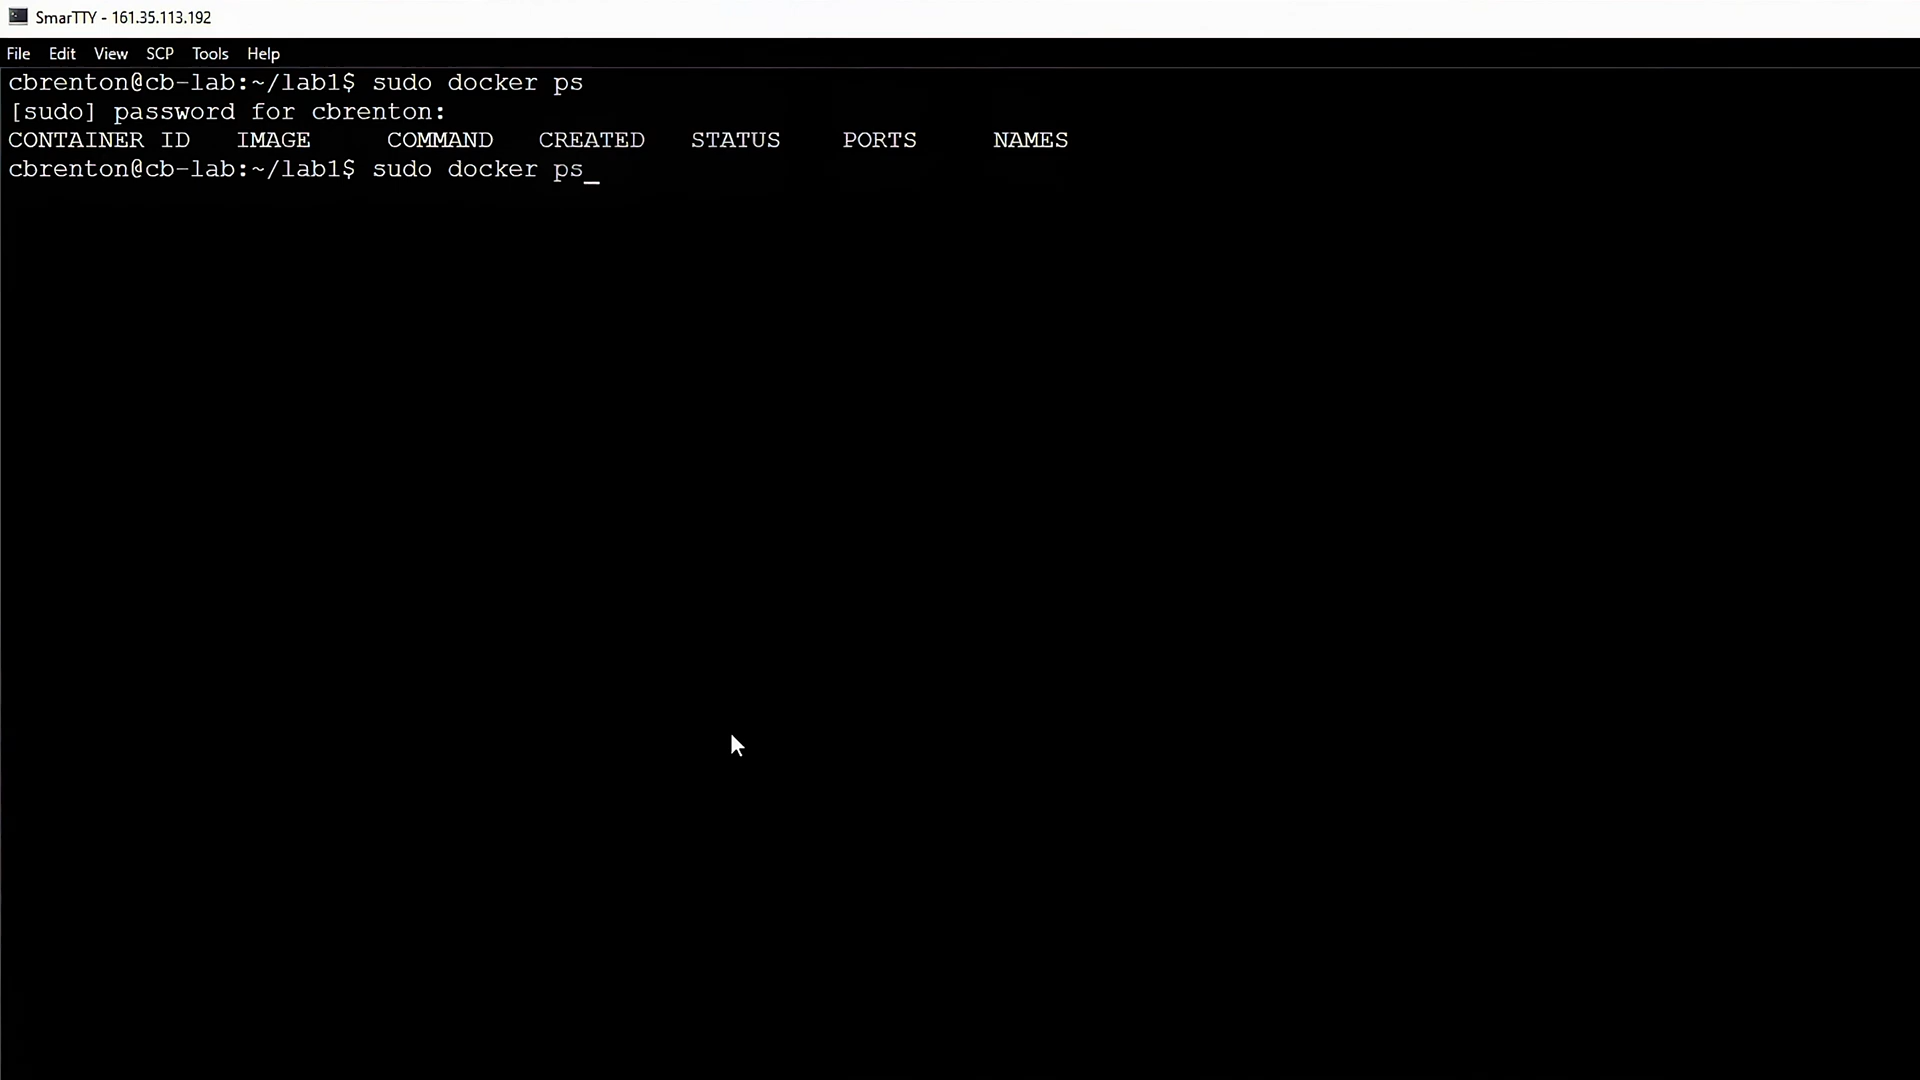 SmarTTY - 161.35.113.192
File Edit View SCP Tools Help
cbrenton@cb-lab:~/lab1$ sudo docker ps
[sudo] password for cbrenton:
CONTAINER ID   IMAGE     COMMAND   CREATED   STATUS    PORTS     NAMES
cbrenton@cb-lab:~/lab1$ sudo docker ps_